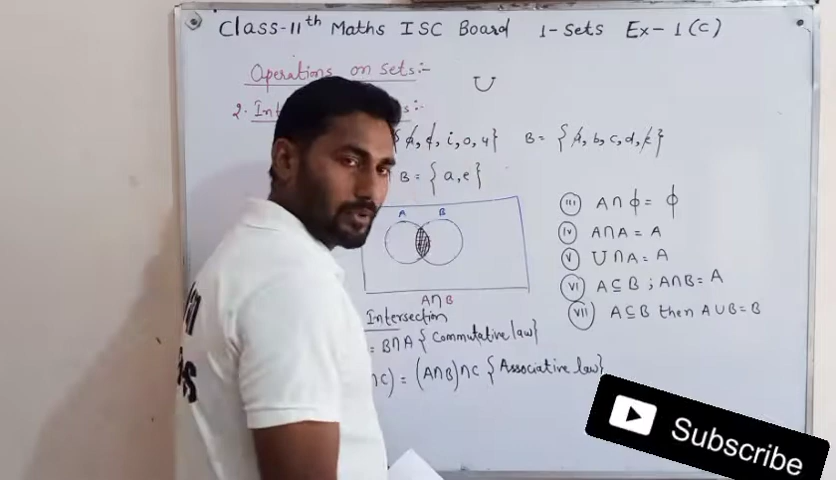 Class-11th Maths ISC Board 1-Sets Ex-1(C)
Operations on sets:-
∪
2. Int s:-
a, e, i, o, u} B = {a, b, c, d, e}
B = {a, e}
A B
A∩B
(iii) A∩ϕ = ϕ
(iv) A∩A = A
(v) U∩A = A
(vi) A⊆B ; A∩B = A
(vii) A⊆B then A∪B = B
Intersection
= B∩A {Commutative law}
∩C) = (A∩B)∩C {Associative law}
Subscribe